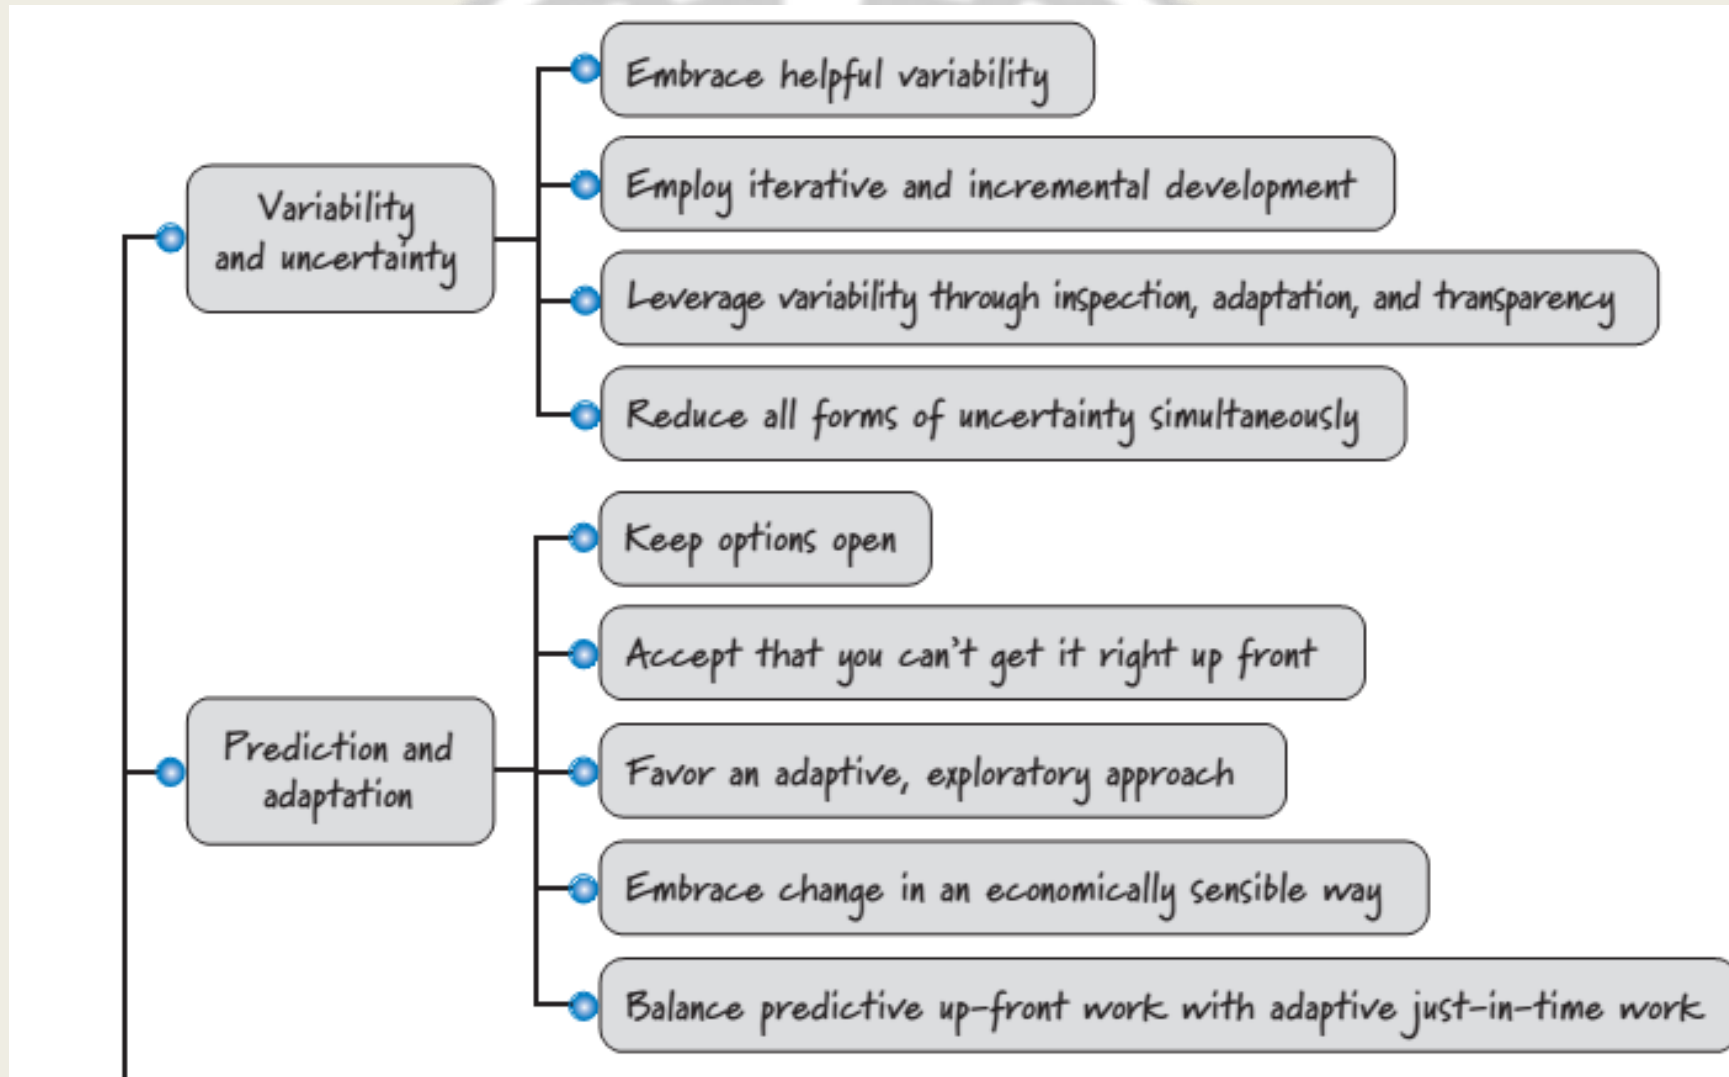 Variability
and uncertainty
Embrace helpful variability
Employ iterative and incremental development
Leverage variability through inspection, adaptation, and transparency
Reduce all forms of uncertainty simultaneously
Prediction and
adaptation
Keep options open
Accept that you can't get it right up front
Favor an adaptive, exploratory approach
Embrace change in an economically sensible way
Balance predictive up-front work with adaptive just-in-time work